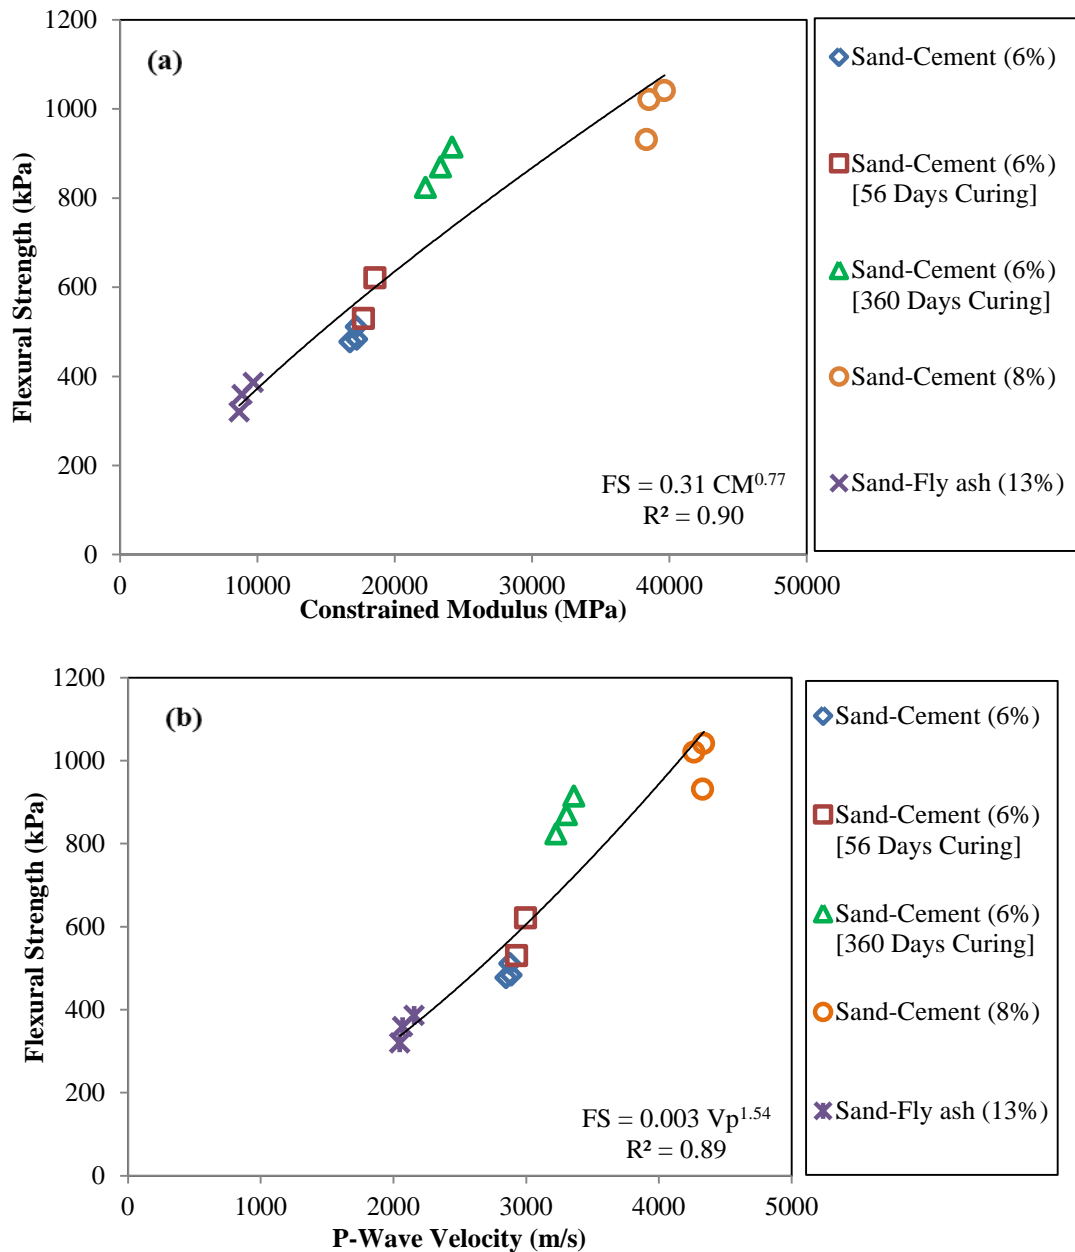 (a)
1200
1000
800
600
400
200
0
Flexural Strength (kPa)
0 10000 20000 30000 40000 50000
Constrained Modulus (MPa)
FS = 0.31 CM^0.77
R² = 0.90
Sand-Cement (6%)
Sand-Cement (6%)
[56 Days Curing]
Sand-Cement (6%)
[360 Days Curing]
Sand-Cement (8%)
Sand-Fly ash (13%)
(b)
1200
1000
800
600
400
200
0
Flexural Strength (kPa)
0 1000 2000 3000 4000 5000
P-Wave Velocity (m/s)
FS = 0.003 Vp^1.54
R² = 0.89
Sand-Cement (6%)
Sand-Cement (6%)
[56 Days Curing]
Sand-Cement (6%)
[360 Days Curing]
Sand-Cement (8%)
Sand-Fly ash (13%)